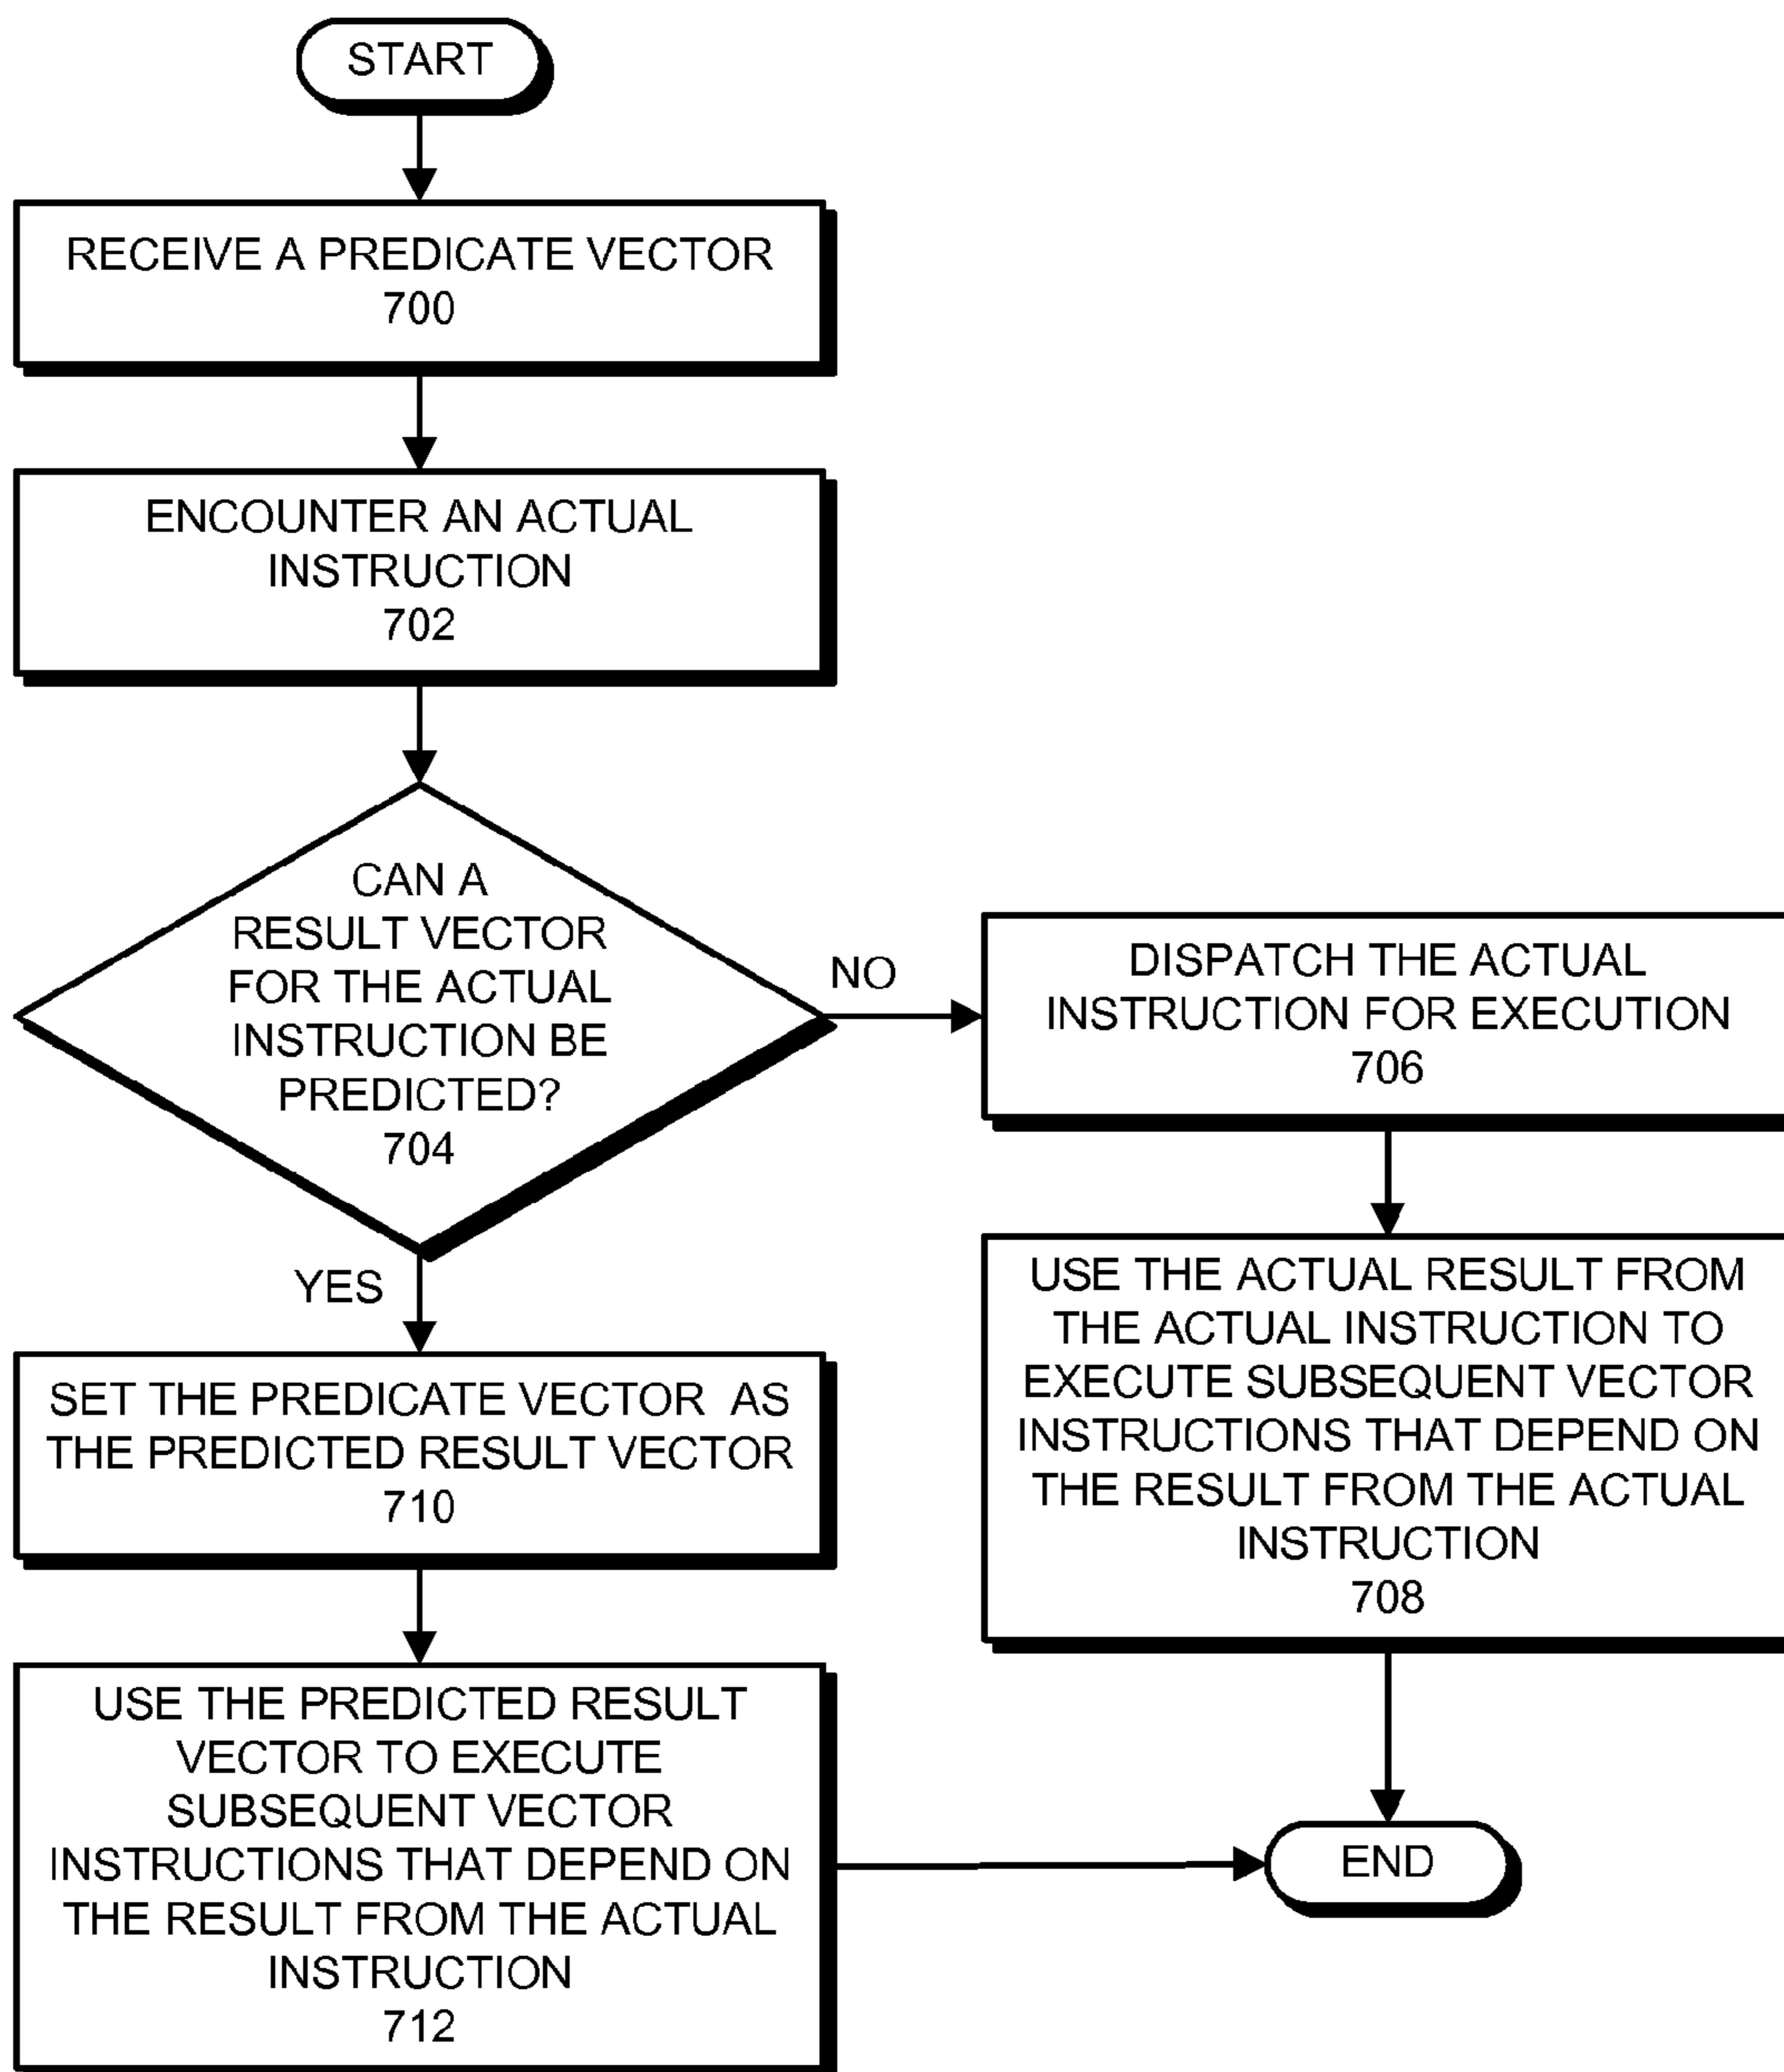 START
RECEIVE A PREDICATE VECTOR
700
ENCOUNTER AN ACTUAL
INSTRUCTION
702
CAN A
RESULT VECTOR
FOR THE ACTUAL
INSTRUCTION BE
PREDICTED?
704
NO
DISPATCH THE ACTUAL
INSTRUCTION FOR EXECUTION
706
USE THE ACTUAL RESULT FROM
THE ACTUAL INSTRUCTION TO
EXECUTE SUBSEQUENT VECTOR
INSTRUCTIONS THAT DEPEND ON
THE RESULT FROM THE ACTUAL
INSTRUCTION
708
YES
SET THE PREDICATE VECTOR AS
THE PREDICTED RESULT VECTOR
710
USE THE PREDICTED RESULT
VECTOR TO EXECUTE
SUBSEQUENT VECTOR
INSTRUCTIONS THAT DEPEND ON
THE RESULT FROM THE ACTUAL
INSTRUCTION
712
END